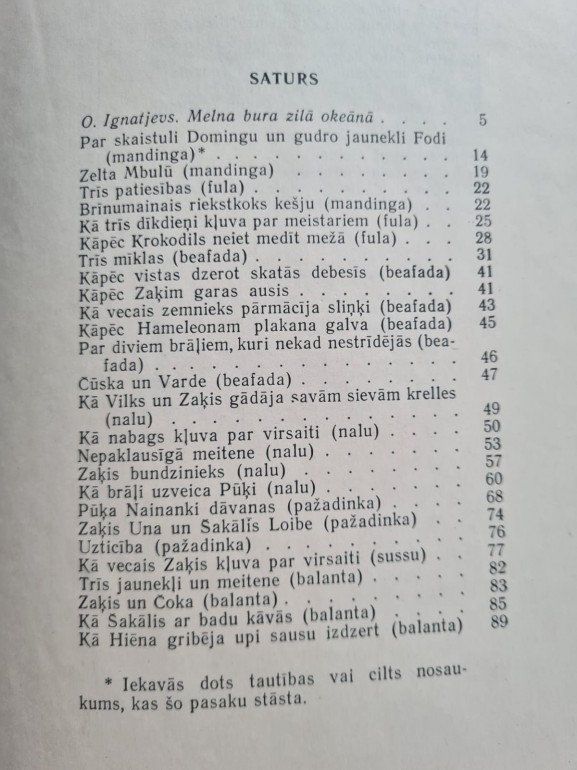 SATURS
O. Ignatjevs. Melna bura zilā okeānā . . . . 5
Par skaistuli Domingu un gudro jaunekli Fodi
(mandinga)* . . . . . . . . . . . . 14
Zelta Mbulū (mandinga) . . . . . . . . 19
Trīs patiesības (fula) . . . . . . . . . 22
Brīnumainais riekstkoks kešju (mandinga) . . 22
Kā trīs dīkdieņi kļuva par meistariem (fula) . . 25
Kāpēc Krokodils neiet medīt mežā (fula) . . . 28
Trīs mīklas (beafada) . . . . . . . . . 31
Kāpēc vistas dzerot skatās debesīs (beafada) 41
Kāpēc Zaķim garas ausis . . . . . . . 41
Kā vecais zemnieks pārmācīja sliņķi (beafada) 43
Kāpēc Hameleonam plakana galva (beafada) 45
Par diviem brāļiem, kuri nekad nestrīdējās (bea-
fada) . . . . . . . . . . . . . . 46
Čūska un Varde (beafada) . . . . . . . 47
Kā Vilks un Zaķis gādāja savām sievām krelles
(nalu) . . . . . . . . . . . . . 49
Kā nabags kļuva par virsaiti (nalu) . . . . 50
Nepaklausīgā meitene (nalu) . . . . . . 53
Zaķis bundzinieks (nalu) . . . . . . . 57
Kā brāļi uzveica Pūķi (nalu) . . . . . . 60
Pūķa Nainanki dāvanas (pažadinka) . . . . 68
Zaķis Una un Šakālis Loibe (pažadinka) . . 74
Uzticība (pažadinka) . . . . . . . . . 76
Kā vecais Zaķis kļuva par virsaiti (sussu) . . 77
Trīs jaunekļi un meitene (balanta) . . . . . 82
Zaķis un Čoka (balanta) . . . . . . . . 83
Kā Šakālis ar badu kāvās (balanta) . . . . 85
Kā Hiēna gribēja upi sausu izdzert (balanta) 89
* Iekavās dots tautības vai cilts nosau-
kums, kas šo pasaku stāsta.